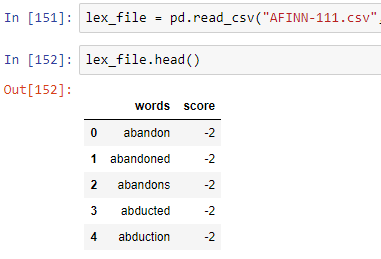 In [151]: lex_file = pd.read_csv("AFINN-111.csv"
In [152]: lex_file.head()
Out[152]:
words score
0 abandon -2
1 abandoned -2
2 abandons -2
3 abducted -2
4 abduction -2